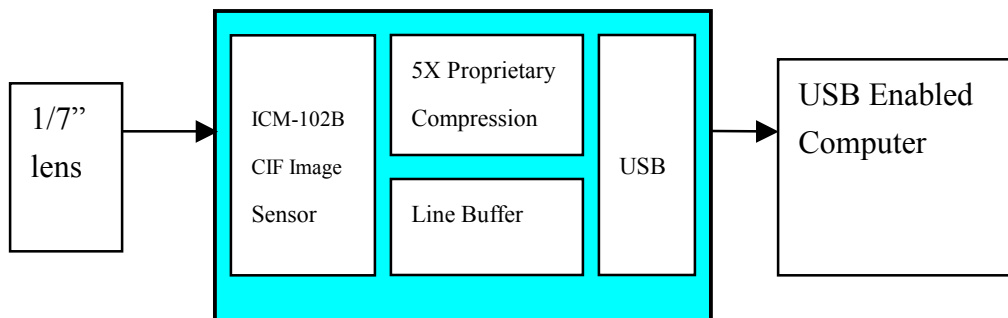 1/7”
lens
ICM-102B
CIF Image
Sensor
5X Proprietary
Compression
Line Buffer
USB
USB Enabled
Computer